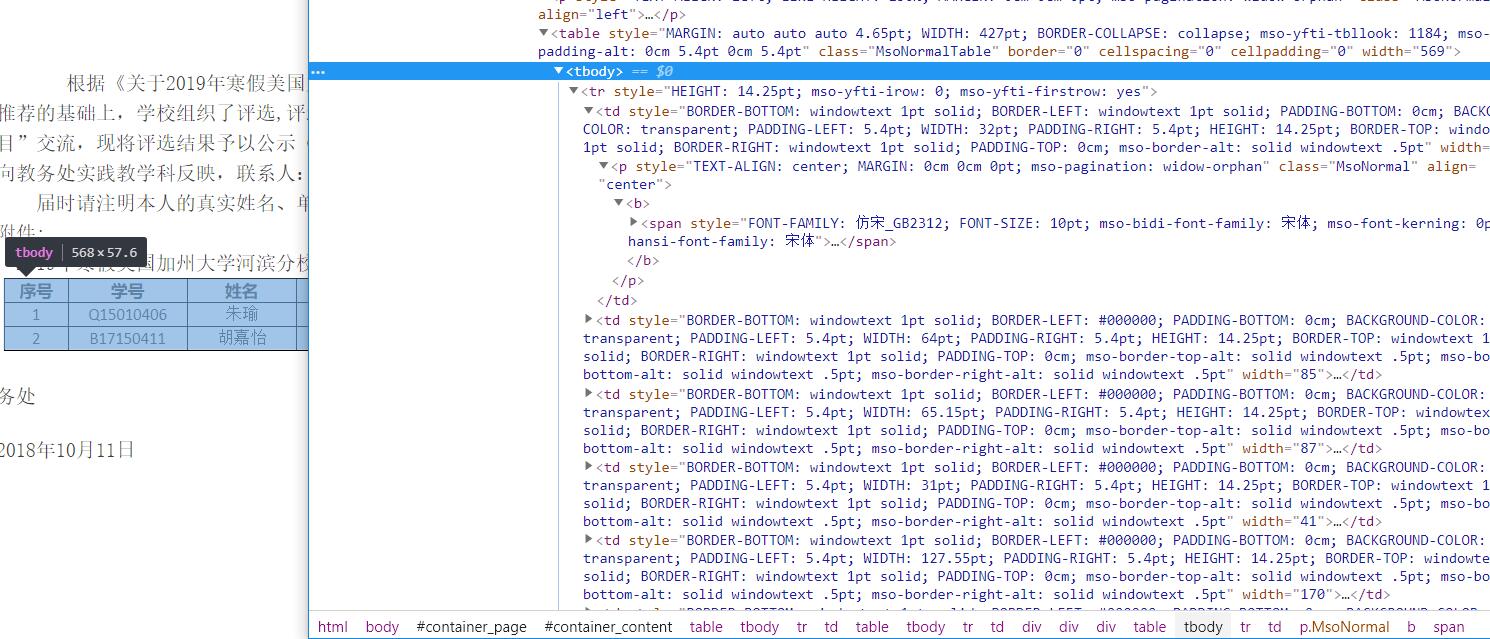 根据《关于2019年寒假美国
推荐的基础上，学校组织了评选,评
目”交流，现将评选结果予以公示
向教务处实践教学科反映，联系人：
届时请注明本人的真实姓名、单
附件:
tbody 568×57.6
年寒假美国加州大学河滨分校
序号 学号 姓名
1 Q15010406 朱瑜
2 B17150411 胡嘉怡
务处
2018年10月11日
align="left">…</p>
▼<table style="MARGIN: auto auto auto 4.65pt; WIDTH: 427pt; BORDER-COLLAPSE: collapse; mso-yfti-tbllook: 1184; mso-
padding-alt: 0cm 5.4pt 0cm 5.4pt" class="MsoNormalTable" border="0" cellspacing="0" cellpadding="0" width="569">
… ▼<tbody> == $0
▼<tr style="HEIGHT: 14.25pt; mso-yfti-irow: 0; mso-yfti-firstrow: yes">
▼<td style="BORDER-BOTTOM: windowtext 1pt solid; BORDER-LEFT: windowtext 1pt solid; PADDING-BOTTOM: 0cm; BACKG
COLOR: transparent; PADDING-LEFT: 5.4pt; WIDTH: 32pt; PADDING-RIGHT: 5.4pt; HEIGHT: 14.25pt; BORDER-TOP: windo
1pt solid; BORDER-RIGHT: windowtext 1pt solid; PADDING-TOP: 0cm; mso-border-alt: solid windowtext .5pt" width=
▼<p style="TEXT-ALIGN: center; MARGIN: 0cm 0cm 0pt; mso-pagination: widow-orphan" class="MsoNormal" align=
"center">
▼<b>
▶<span style="FONT-FAMILY: 仿宋_GB2312; FONT-SIZE: 10pt; mso-bidi-font-family: 宋体; mso-font-kerning: 0p
hansi-font-family: 宋体">…</span>
</b>
</p>
</td>
▶<td style="BORDER-BOTTOM: windowtext 1pt solid; BORDER-LEFT: #000000; PADDING-BOTTOM: 0cm; BACKGROUND-COLOR:
transparent; PADDING-LEFT: 5.4pt; WIDTH: 64pt; PADDING-RIGHT: 5.4pt; HEIGHT: 14.25pt; BORDER-TOP: windowtext 1
solid; BORDER-RIGHT: windowtext 1pt solid; PADDING-TOP: 0cm; mso-border-top-alt: solid windowtext .5pt; mso-bo
bottom-alt: solid windowtext .5pt; mso-border-right-alt: solid windowtext .5pt" width="85">…</td>
▶<td style="BORDER-BOTTOM: windowtext 1pt solid; BORDER-LEFT: #000000; PADDING-BOTTOM: 0cm; BACKGROUND-COLOR:
transparent; PADDING-LEFT: 5.4pt; WIDTH: 65.15pt; PADDING-RIGHT: 5.4pt; HEIGHT: 14.25pt; BORDER-TOP: windowtex
solid; BORDER-RIGHT: windowtext 1pt solid; PADDING-TOP: 0cm; mso-border-top-alt: solid windowtext .5pt; mso-bo
bottom-alt: solid windowtext .5pt; mso-border-right-alt: solid windowtext .5pt" width="87">…</td>
▶<td style="BORDER-BOTTOM: windowtext 1pt solid; BORDER-LEFT: #000000; PADDING-BOTTOM: 0cm; BACKGROUND-COLOR:
transparent; PADDING-LEFT: 5.4pt; WIDTH: 31pt; PADDING-RIGHT: 5.4pt; HEIGHT: 14.25pt; BORDER-TOP: windowtext 1
solid; BORDER-RIGHT: windowtext 1pt solid; PADDING-TOP: 0cm; mso-border-top-alt: solid windowtext .5pt; mso-bo
bottom-alt: solid windowtext .5pt; mso-border-right-alt: solid windowtext .5pt" width="41">…</td>
▶<td style="BORDER-BOTTOM: windowtext 1pt solid; BORDER-LEFT: #000000; PADDING-BOTTOM: 0cm; BACKGROUND-COLOR:
transparent; PADDING-LEFT: 5.4pt; WIDTH: 127.55pt; PADDING-RIGHT: 5.4pt; HEIGHT: 14.25pt; BORDER-TOP: windowte
solid; BORDER-RIGHT: windowtext 1pt solid; PADDING-TOP: 0cm; mso-border-top-alt: solid windowtext .5pt; mso-bo
bottom-alt: solid windowtext .5pt; mso-border-right-alt: solid windowtext .5pt" width="170">…</td>
html body #container_page #container_content table tbody tr td table tbody tr td div div div table tbody tr td p.MsoNormal b span